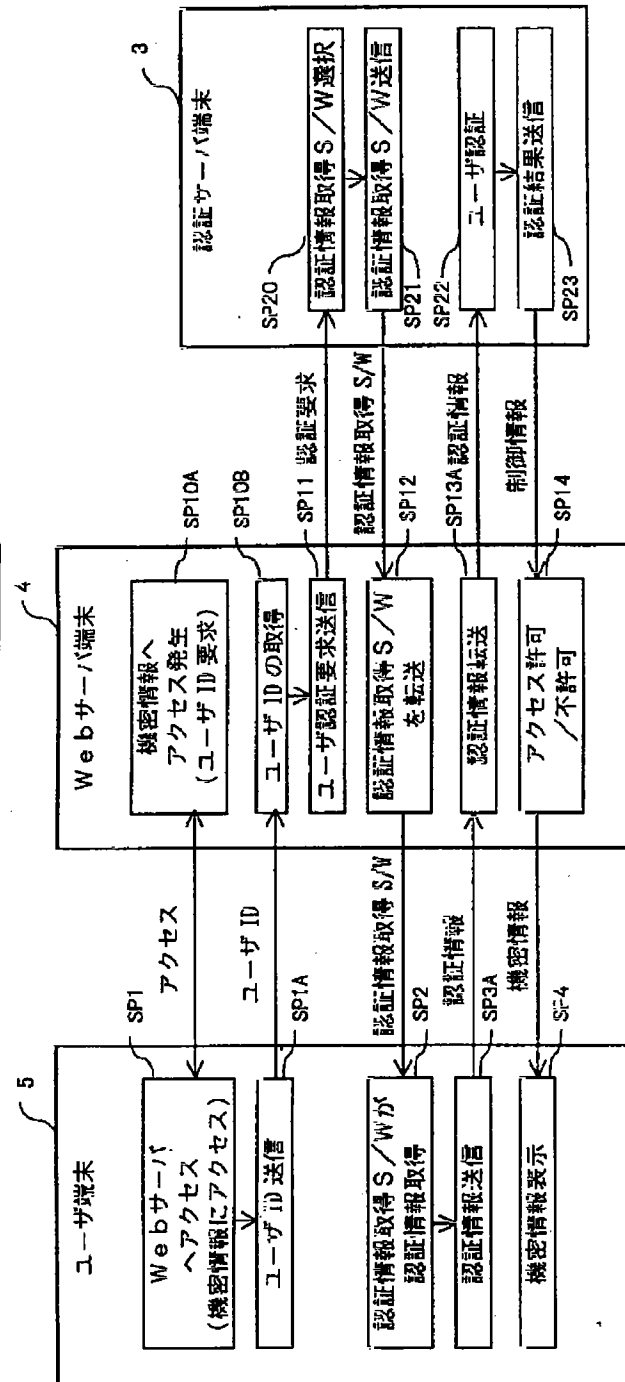 5
ユーザ端末
SP1
Webサーバ
へアクセス
(機密情報にアクセス)
ユーザID送信
SP1A
認証情報取得S/Wが
認証情報取得
SP2
認証情報送信
SP3A
機密情報表示
SP4
アクセス
ユーザID
認証情報取得S/W
認証情報
機密情報
4
Webサーバ端末
機密情報へ
アクセス発生
(ユーザID要求)
SP10A
ユーザIDの取得
SP10B
ユーザ認証要求送信
SP11
認証情報取得S/W
を転送
SP12
認証情報転送
SP13A
アクセス許可
/不許可
SP14
認証要求
認証情報取得S/W
認証情報
制御情報
3
認証サーバ端末
SP20
認証情報取得S/W選択
認証情報取得S/W送信
SP21
SP22
ユーザ認証
認証結果送信
SP23